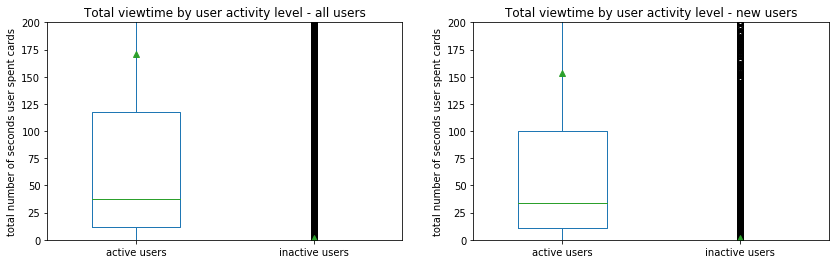 Total viewtime by user activity level - all users
total number of seconds user spent cards
200
175
150
125
100
75
50
25
0
active users
inactive users
Total viewtime by user activity level - new users
total number of seconds user spent cards
200
175
150
125
100
75
50
25
0
active users
inactive users